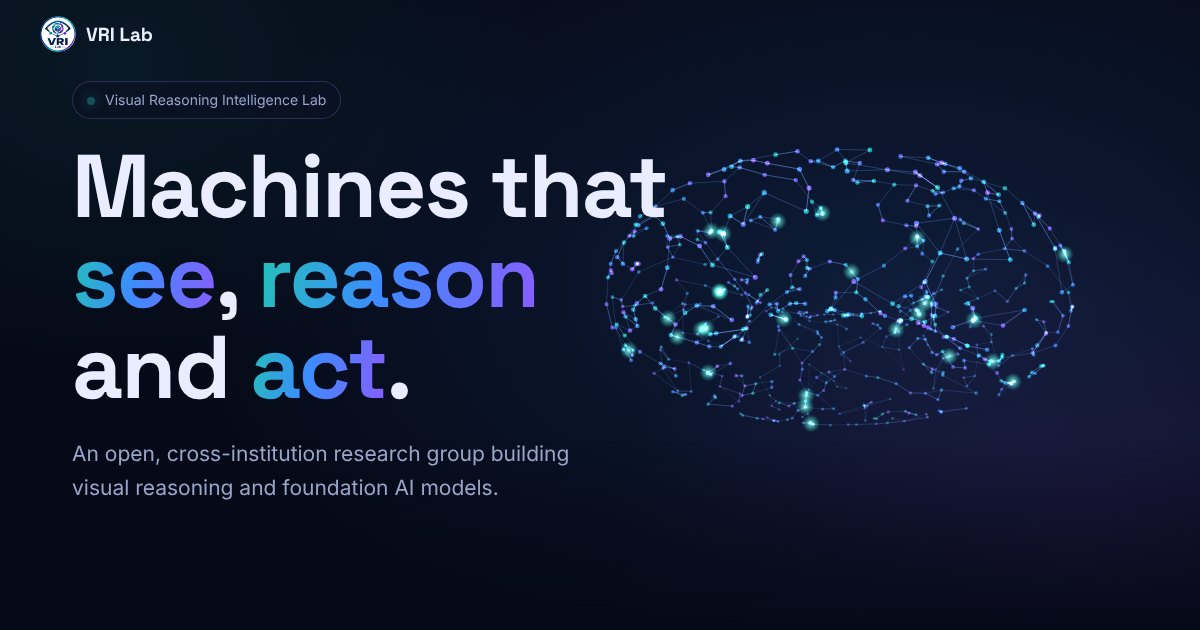 VRI
VRI Lab
Visual Reasoning Intelligence Lab
Machines that
see, reason
and act.
An open, cross-institution research group building
visual reasoning and foundation AI models.